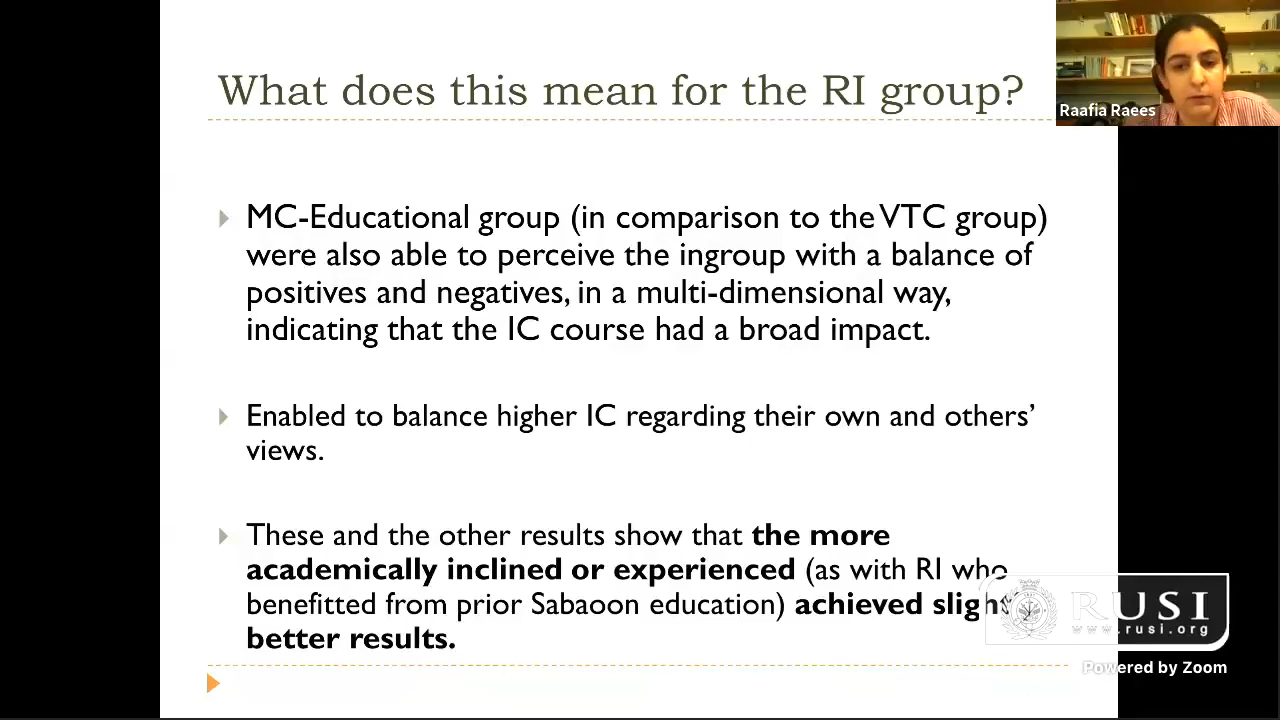 What does this mean for the RI group?
Raafia Raees
MC-Educational group (in comparison to the VTC group)
were also able to perceive the ingroup with a balance of
positives and negatives, in a multi-dimensional way,
indicating that the IC course had a broad impact.
Enabled to balance higher IC regarding their own and others'
views.
These and the other results show that the more
academically inclined or experienced (as with RI who
benefitted from prior Sabaoon education) achieved
better results.
RUSI
www.rusi.org
Powered by Zoom